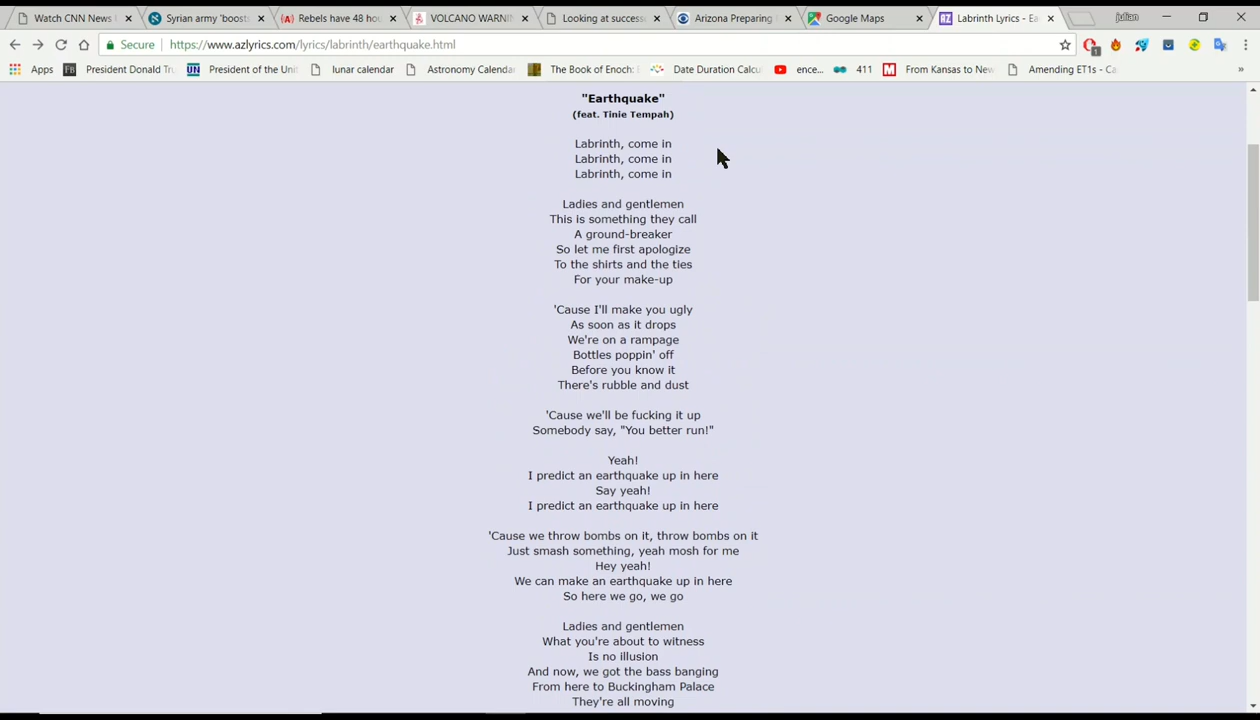 Watch CNN News
Syrian army 'boosts
Rebels have 48 hou
VOLCANO WARNIN
Looking at success
Arizona Preparing
Google Maps
Labrinth Lyrics - Ea
julian
Secure
https://www.azlyrics.com/lyrics/labrinth/earthquake.html
Apps
President Donald Tru
President of the Unit
lunar calendar
Astronomy Calendar
The Book of Enoch:
Date Duration Calcu
ence...
411
From Kansas to New
Amending ET1s - Ca
"Earthquake"
(feat. Tinie Tempah)
Labrinth, come in
Labrinth, come in
Labrinth, come in
Ladies and gentlemen
This is something they call
A ground-breaker
So let me first apologize
To the shirts and the ties
For your make-up
'Cause I'll make you ugly
As soon as it drops
We're on a rampage
Bottles poppin' off
Before you know it
There's rubble and dust
'Cause we'll be fucking it up
Somebody say, "You better run!"
Yeah!
I predict an earthquake up in here
Say yeah!
I predict an earthquake up in here
'Cause we throw bombs on it, throw bombs on it
Just smash something, yeah mosh for me
Hey yeah!
We can make an earthquake up in here
So here we go, we go
Ladies and gentlemen
What you're about to witness
Is no illusion
And now, we got the bass banging
From here to Buckingham Palace
They're all moving